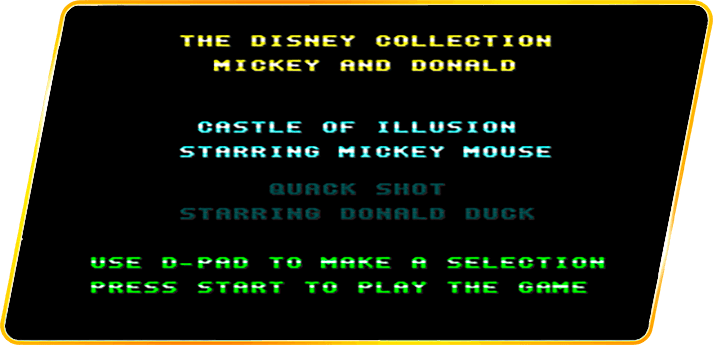 THE DISNEY COLLECTION
MICKEY AND DONALD
CASTLE OF ILLUSION
STARRING MICKEY MOUSE
QUACK SHOT
STARRING DONALD DUCK
USE D-PAD TO MAKE A SELECTION
PRESS START TO PLAY THE GAME